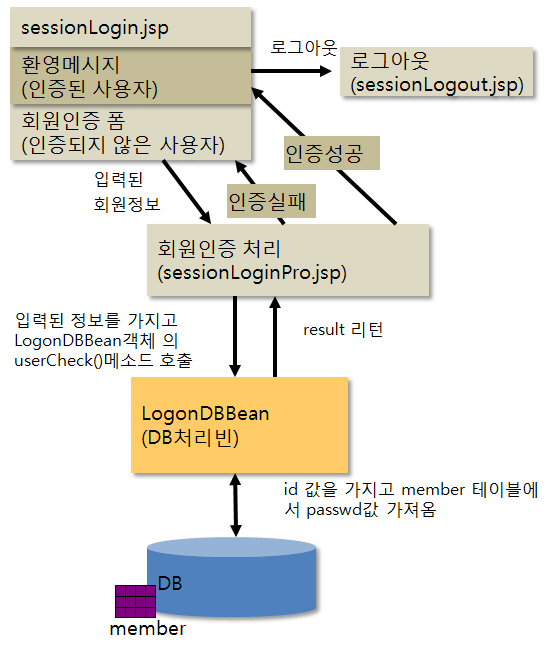 sessionLogin.jsp
환영메시지
(인증된 사용자)
회원인증 폼
(인증되지 않은 사용자)
로그아웃
로그아웃
(sessionLogout.jsp)
인증성공
인증실패
입력된
회원정보
회원인증 처리
(sessionLoginPro.jsp)
입력된 정보를 가지고
LogonDBBean객체 의
userCheck()메소드 호출
result 리턴
LogonDBBean
(DB처리빈)
id 값을 가지고 member 테이블에
서 passwd값 가져옴
DB
member